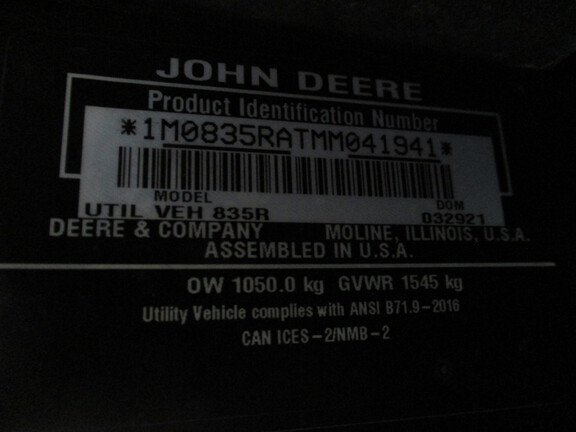 JOHN DEERE
Product Identification Number
*1M0835RATMM041941*
MODEL DOM
UTIL VEH 835R 032921
DEERE & COMPANY MOLINE, ILLINOIS, U.S.A.
ASSEMBLED IN U.S.A.
OW 1050.0 kg GVWR 1545 kg
Utility Vehicle complies with ANSI B71.9-2016
CAN ICES-2/NMB-2